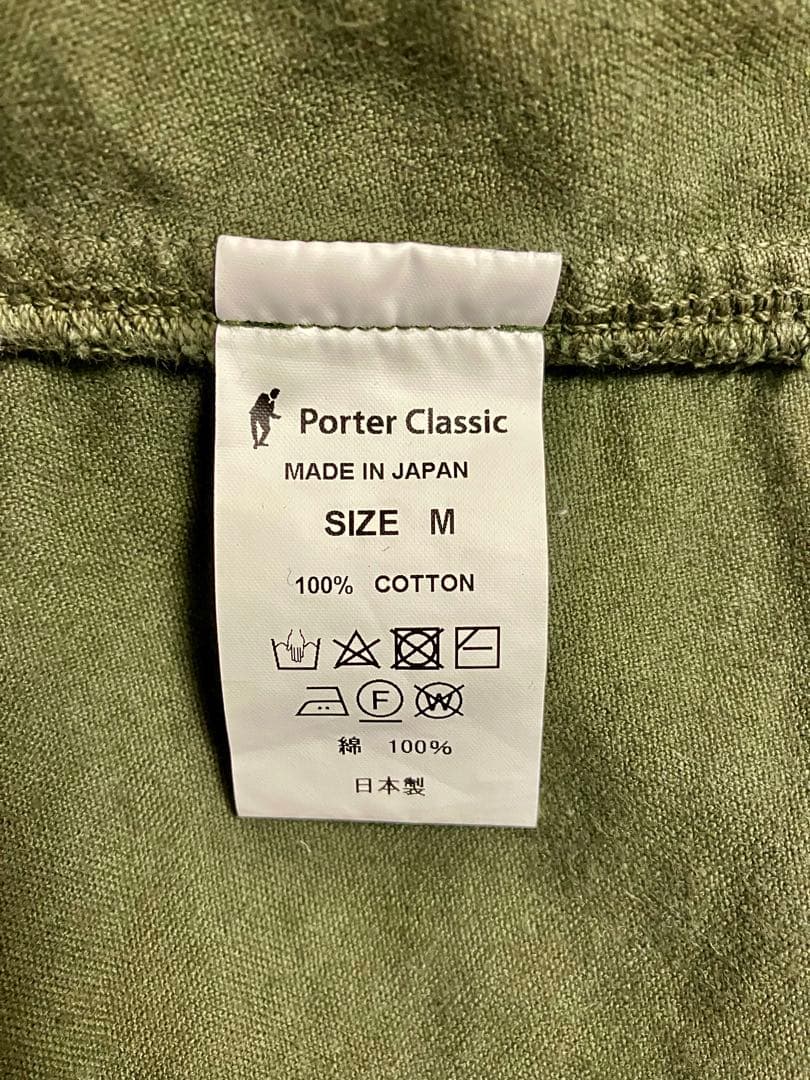 Porter Classic
MADE IN JAPAN
SIZE M
100% COTTON
F W
綿 100%
日本製